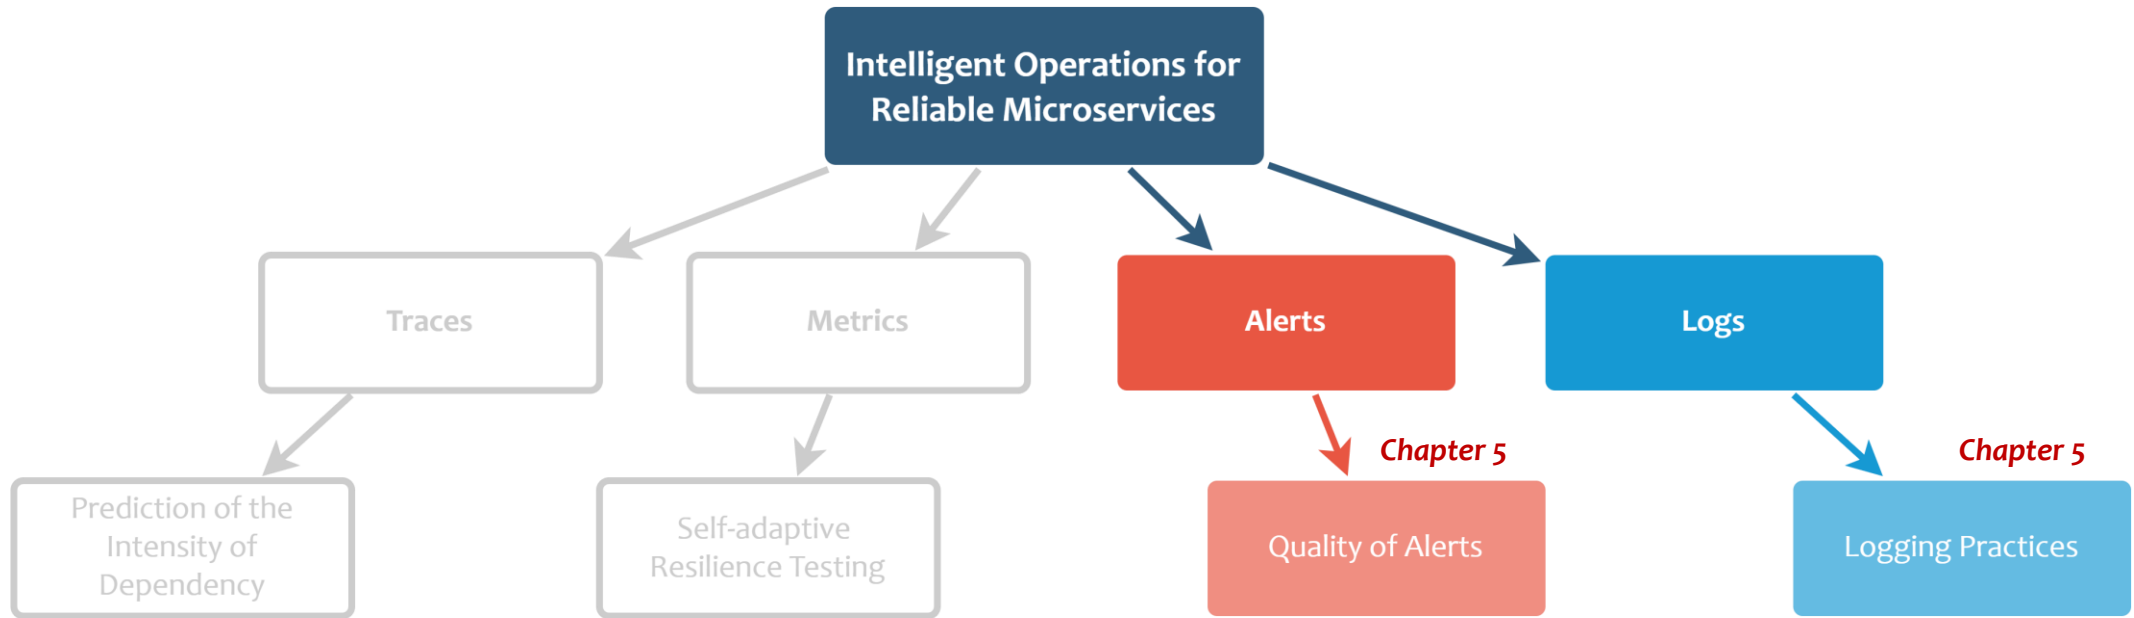 Intelligent Operations for
Reliable Microservices
Traces
Metrics
Alerts
Logs
Chapter 5
Chapter 5
Prediction of the
Intensity of
Dependency
Self-adaptive
Resilience Testing
Quality of Alerts
Logging Practices